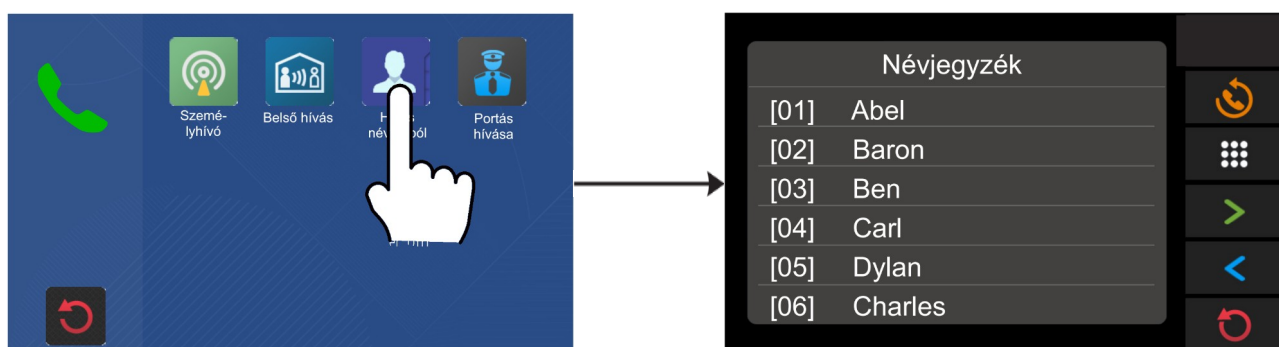 Szemé-
lyhívó
Belső hívás
Portás
hívása
Névjegyzék
[01] Abel
[02] Baron
[03] Ben
[04] Carl
[05] Dylan
[06] Charles